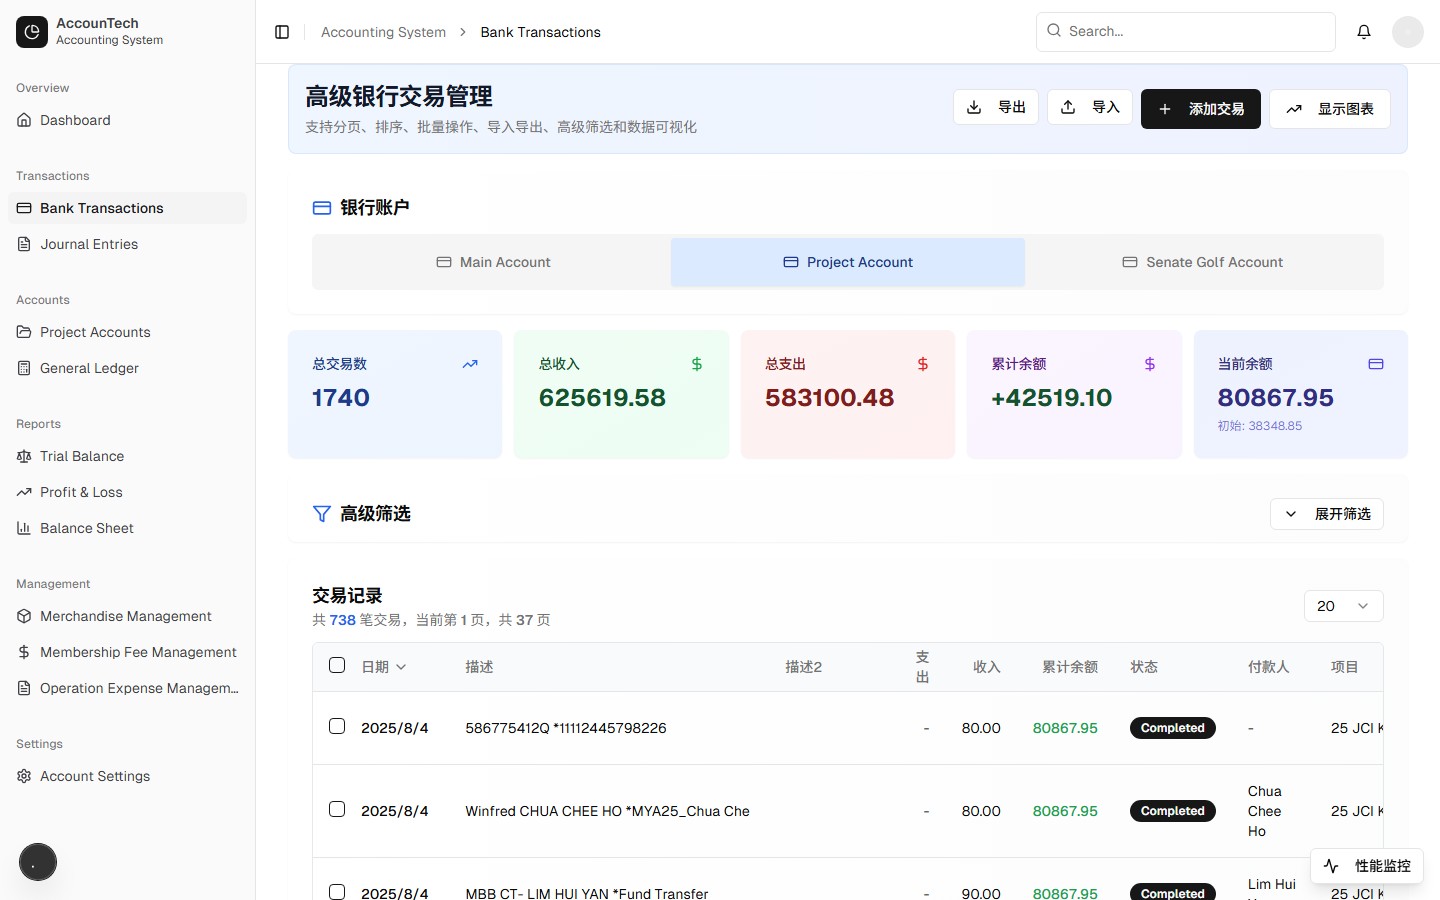 AccounTech
Accounting System
Overview
Dashboard
Transactions
Bank Transactions
Journal Entries
Accounts
Project Accounts
General Ledger
Reports
Trial Balance
Profit & Loss
Balance Sheet
Management
Merchandise Management
Membership Fee Management
Operation Expense Managem...
Settings
Account Settings
Accounting System > Bank Transactions
Search...
高级银行交易管理
支持分页、排序、批量操作、导入导出、高级筛选和数据可视化
导出
导入
添加交易
显示图表
银行账户
Main Account
Project Account
Senate Golf Account
总交易数
1740
总收入
625619.58
总支出
583100.48
累计余额
+42519.10
当前余额
80867.95
初始: 38348.85
高级筛选
展开筛选
交易记录
共 738 笔交易，当前第 1 页，共 37 页
20
日期 描述 描述2 支出 收入 累计余额 状态 付款人 项目
2025/8/4 586775412Q *11112445798226 - 80.00 80867.95 Completed - 25 JCI
2025/8/4 Winfred CHUA CHEE HO *MYA25_Chua Che - 80.00 80867.95 Completed Chua Chee Ho 25 JCI
2025/8/4 MBB CT- LIM HUI YAN *Fund Transfer - 90.00 80867.95 Completed Lim Hui 25 JCI
性能监控